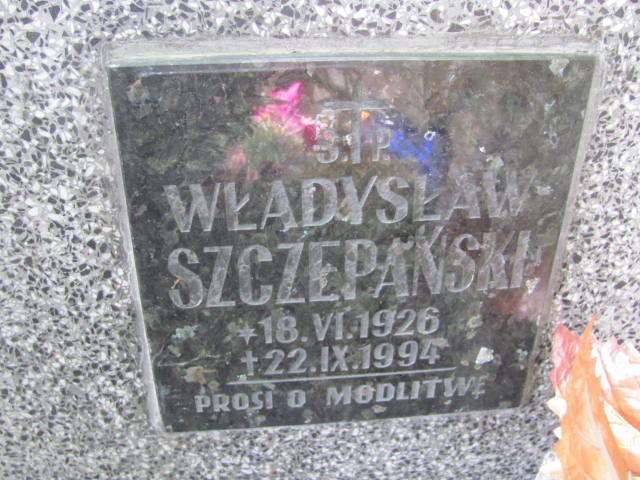 Ś.†P.
WŁADYSŁAW
SZCZEPAŃSKI
*18.VI.1926
†22.IX.1994
PROSI O MODLITWĘ